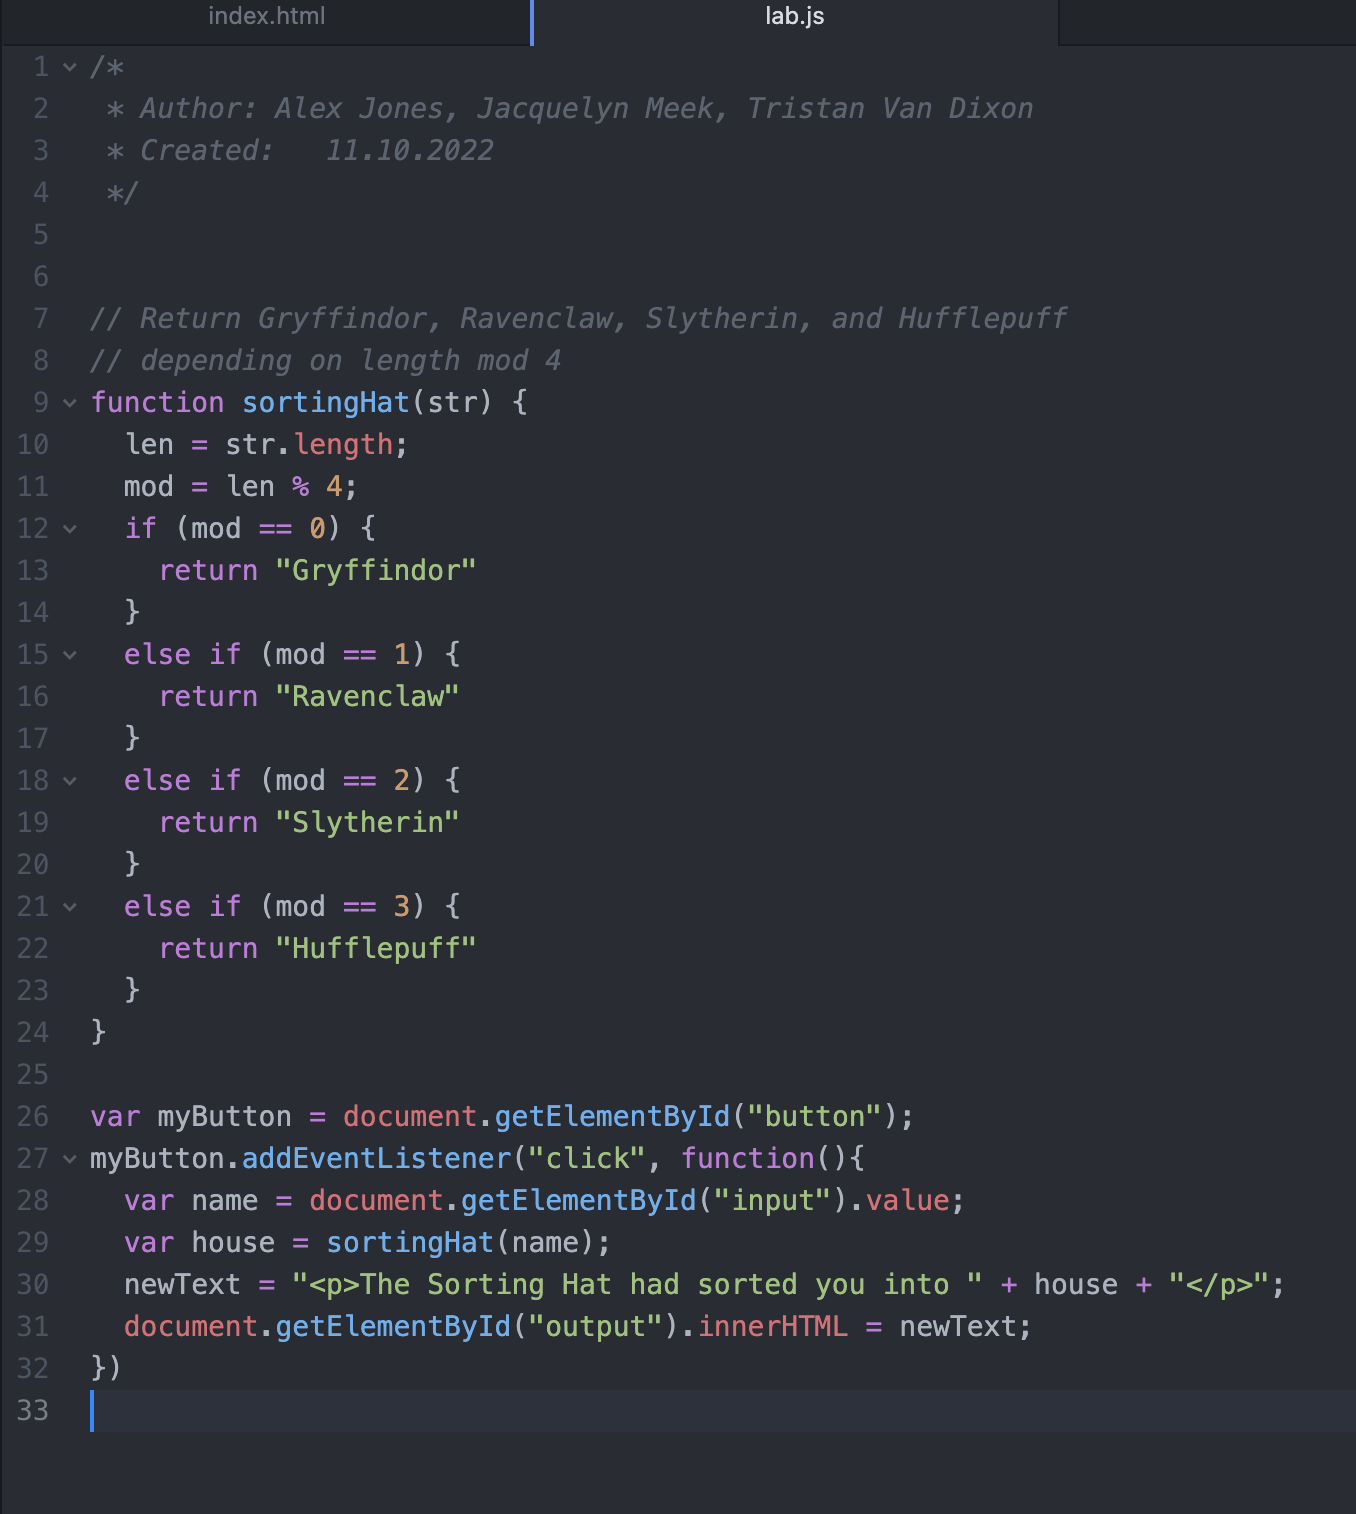 index.html
lab.js
1 /*
2  * Author: Alex Jones, Jacquelyn Meek, Tristan Van Dixon
3  * Created:   11.10.2022
4  */
5
6
7 // Return Gryffindor, Ravenclaw, Slytherin, and Hufflepuff
8 // depending on length mod 4
9 function sortingHat(str) {
10   len = str.length;
11   mod = len % 4;
12   if (mod == 0) {
13     return "Gryffindor"
14   }
15   else if (mod == 1) {
16     return "Ravenclaw"
17   }
18   else if (mod == 2) {
19     return "Slytherin"
20   }
21   else if (mod == 3) {
22     return "Hufflepuff"
23   }
24 }
25
26 var myButton = document.getElementById("button");
27 myButton.addEventListener("click", function(){
28   var name = document.getElementById("input").value;
29   var house = sortingHat(name);
30   newText = "<p>The Sorting Hat had sorted you into " + house + "</p>";
31   document.getElementById("output").innerHTML = newText;
32 })
33